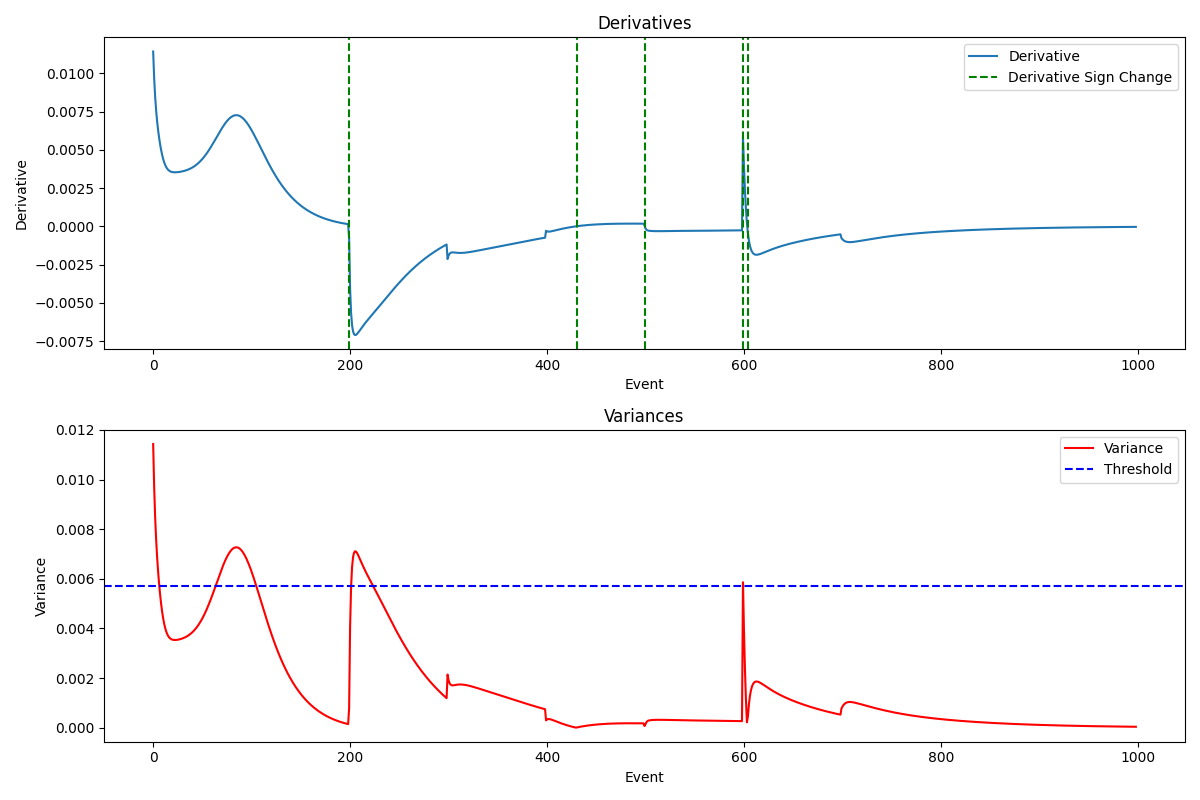 Derivatives
Derivative
Derivative Sign Change
0.0100
0.0075
0.0050
0.0025
0.0000
−0.0025
−0.0050
−0.0075
Derivative
0 200 400 600 800 1000
Event
Variances
Variance
Threshold
0.012
0.010
0.008
0.006
0.004
0.002
0.000
Variance
0 200 400 600 800 1000
Event